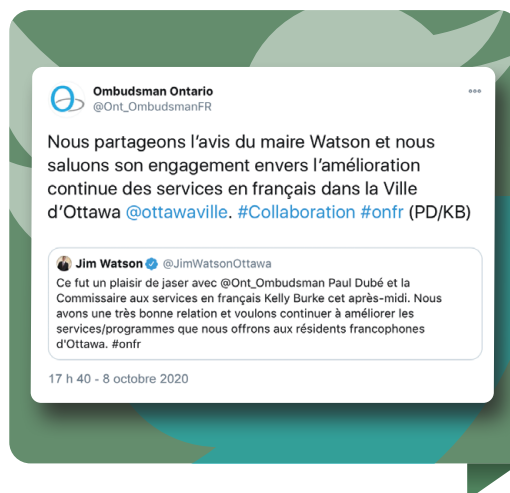 Ombudsman Ontario
@Ont_OmbudsmanFR
Nous partageons l'avis du maire Watson et nous
saluons son engagement envers l'amélioration
continue des services en français dans la Ville
d'Ottawa @ottawaville. #Collaboration #onfr (PD/KB)
Jim Watson @JimWatsonOttawa
Ce fut un plaisir de jaser avec @Ont_Ombudsman Paul Dubé et la
Commissaire aux services en français Kelly Burke cet après-midi. Nous
avons une très bonne relation et voulons continuer à améliorer les
services/programmes que nous offrons aux résidents francophones
d'Ottawa. #onfr
17 h 40 - 8 octobre 2020